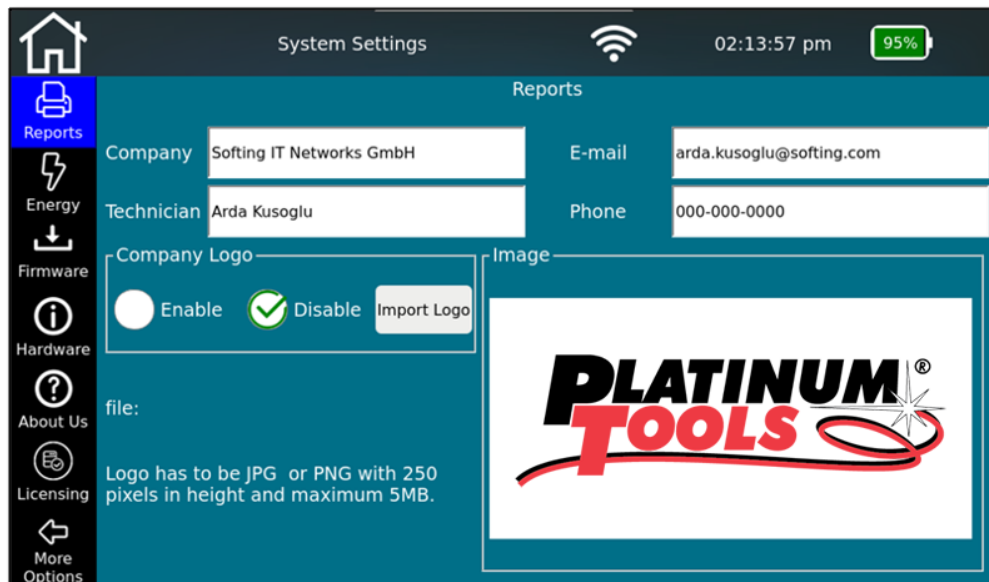 System Settings
02:13:57 pm
95%
Reports
Reports
Company
Softing IT Networks GmbH
E-mail
arda.kusoglu@softing.com
Energy
Technician
Arda Kusoglu
Phone
000-000-0000
Firmware
Company Logo
Enable
Disable
Import Logo
Image
PLATINUM®
TOOLS
Hardware
About Us
file:
Licensing
Logo has to be JPG or PNG with 250
pixels in height and maximum 5MB.
More
Options